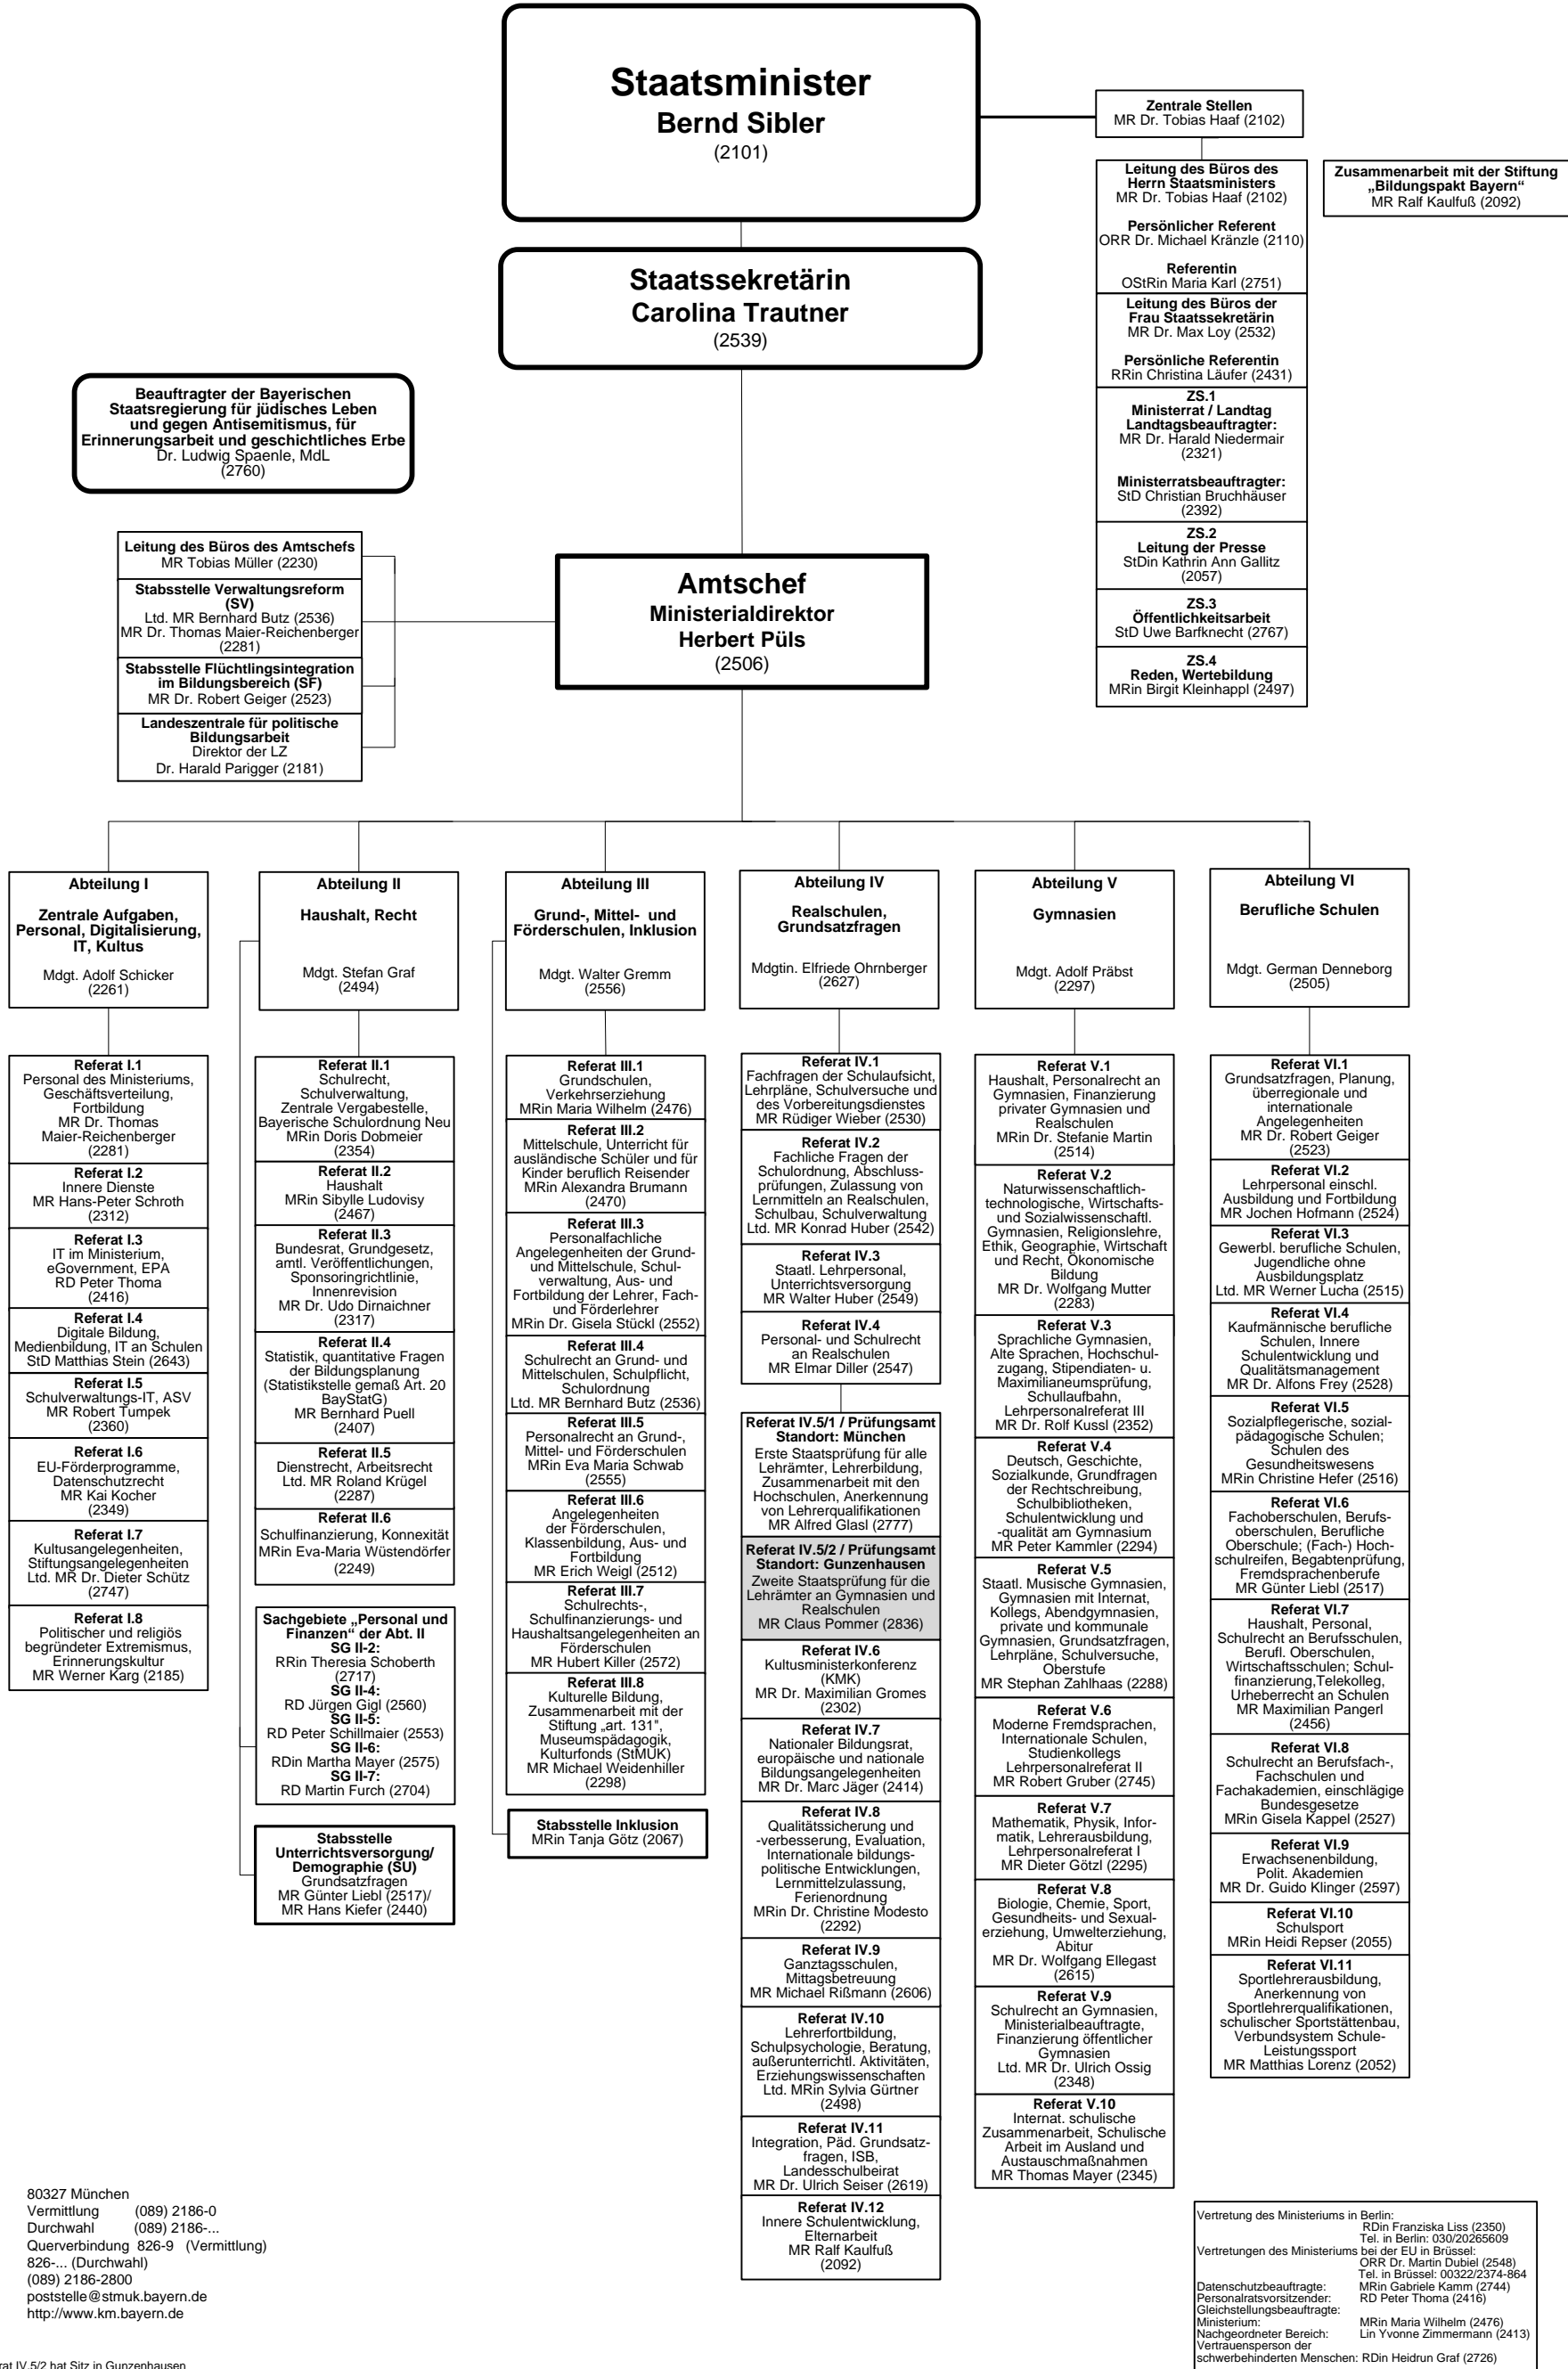 Staatsminister
Bernd Sibler
(2101)
Zentrale Stellen
MR Dr. Tobias Haaf (2102)
Leitung des Büros des
Herrn Staatsministers
MR Dr. Tobias Haaf (2102)
Persönlicher Referent
ORR Dr. Michael Kränzle (2110)
Referentin
OStRin Maria Karl (2751)
Leitung des Büros der
Frau Staatssekretärin
MR Dr. Max Loy (2532)
Persönliche Referentin
RRin Christina Läufer (2431)
ZS.1
Ministerrat / Landtag
Landtagsbeauftragter:
MR Dr. Harald Niedermair
(2321)
Ministerratsbeauftragter:
StD Christian Bruchhäuser
(2392)
ZS.2
Leitung der Presse
StDin Kathrin Ann Gallitz
(2057)
ZS.3
Öffentlichkeitsarbeit
StD Uwe Barfknecht (2767)
ZS.4
Reden, Wertebildung
MRin Birgit Kleinhappl (2497)
Zusammenarbeit mit der Stiftung
„Bildungspakt Bayern“
MR Ralf Kaulfuß (2092)
Staatssekretärin
Carolina Trautner
(2539)
Beauftragter der Bayerischen
Staatsregierung für jüdisches Leben
und gegen Antisemitismus, für
Erinnerungsarbeit und geschichtliches Erbe
Dr. Ludwig Spaenle, MdL
(2760)
Leitung des Büros des Amtschefs
MR Tobias Müller (2230)
Stabsstelle Verwaltungsreform
(SV)
Ltd. MR Bernhard Butz (2536)
MR Dr. Thomas Maier-Reichenberger
(2281)
Stabsstelle Flüchtlingsintegration
im Bildungsbereich (SF)
MR Dr. Robert Geiger (2523)
Landeszentrale für politische
Bildungsarbeit
Direktor der LZ
Dr. Harald Parigger (2181)
Amtschef
Ministerialdirektor
Herbert Püls
(2506)
Abteilung I
Zentrale Aufgaben,
Personal, Digitalisierung,
IT, Kultus
Mdgt. Adolf Schicker
(2261)
Referat I.1
Personal des Ministeriums,
Geschäftsverteilung,
Fortbildung
MR Dr. Thomas
Maier-Reichenberger
(2281)
Referat I.2
Innere Dienste
MR Hans-Peter Schroth
(2312)
Referat I.3
IT im Ministerium,
eGovernment, EPA
RD Peter Thoma
(2416)
Referat I.4
Digitale Bildung,
Medienbildung, IT an Schulen
StD Matthias Stein (2643)
Referat I.5
Schulverwaltungs-IT, ASV
MR Robert Tumpek
(2360)
Referat I.6
EU-Förderprogramme,
Datenschutzrecht
MR Kai Kocher
(2349)
Referat I.7
Kultusangelegenheiten,
Stiftungsangelegenheiten
Ltd. MR Dr. Dieter Schütz
(2747)
Referat I.8
Politischer und religiös
begründeter Extremismus,
Erinnerungskultur
MR Werner Karg (2185)
Abteilung II
Haushalt, Recht
Mdgt. Stefan Graf
(2494)
Referat II.1
Schulrecht,
Schulverwaltung,
Zentrale Vergabestelle,
Bayerische Schulordnung Neu
MRin Doris Dobmeier
(2354)
Referat II.2
Haushalt
MRin Sibylle Ludovisy
(2467)
Referat II.3
Bundesrat, Grundgesetz,
amtl. Veröffentlichungen,
Sponsoringrichtlinie,
Innenrevision
MR Dr. Udo Dirnaichner
(2317)
Referat II.4
Statistik, quantitative Fragen
der Bildungsplanung
(Statistikstelle gemäß Art. 20
BayStatG)
MR Bernhard Puell
(2407)
Referat II.5
Dienstrecht, Arbeitsrecht
Ltd. MR Roland Krügel
(2287)
Referat II.6
Schulfinanzierung, Konnexität
MRin Eva-Maria Wüstendörfer
(2249)
Sachgebiete „Personal und
Finanzen“ der Abt. II
SG II-2:
RRin Theresia Schoberth
(2717)
SG II-4:
RD Jürgen Gigl (2560)
SG II-5:
RD Peter Schillmaier (2553)
SG II-6:
RDin Martha Mayer (2575)
SG II-7:
RD Martin Furch (2704)
Stabsstelle
Unterrichtsversorgung/
Demographie (SU)
Grundsatzfragen
MR Günter Liebl (2517)/
MR Hans Kiefer (2440)
Abteilung III
Grund-, Mittel- und
Förderschulen, Inklusion
Mdgt. Walter Gremm
(2556)
Referat III.1
Grundschulen,
Verkehrserziehung
MRin Maria Wilhelm (2476)
Referat III.2
Mittelschule, Unterricht für
ausländische Schüler und für
Kinder beruflich Reisender
MRin Alexandra Brumann
(2470)
Referat III.3
Personalfachliche
Angelegenheiten der Grund-
und Mittelschule, Schul-
verwaltung, Aus- und
Fortbildung der Lehrer, Fach-
und Förderlehrer
MRin Dr. Gisela Stückl (2552)
Referat III.4
Schulrecht an Grund- und
Mittelschulen, Schulpflicht,
Schulordnung
Ltd. MR Bernhard Butz (2536)
Referat III.5
Personalrecht an Grund-,
Mittel- und Förderschulen
MRin Eva Maria Schwab
(2555)
Referat III.6
Angelegenheiten
der Förderschulen,
Klassenbildung, Aus- und
Fortbildung
MR Erich Weigl (2512)
Referat III.7
Schulrechts-,
Schulfinanzierungs- und
Haushaltsangelegenheiten an
Förderschulen
MR Hubert Killer (2572)
Referat III.8
Kulturelle Bildung,
Zusammenarbeit mit der
Stiftung „art. 131“,
Museumspädagogik,
Kulturfonds (StMUK)
MR Michael Weidenhiller
(2298)
Stabsstelle Inklusion
MRin Tanja Götz (2067)
Abteilung IV
Realschulen,
Grundsatzfragen
Mdgtin. Elfriede Ohrnberger
(2627)
Referat IV.1
Fachfragen der Schulaufsicht,
Lehrpläne, Schulversuche und
des Vorbereitungsdienstes
MR Rüdiger Wieber (2530)
Referat IV.2
Fachliche Fragen der
Schulordnung, Abschluss-
prüfungen, Zulassung von
Lernmitteln an Realschulen,
Schulbau, Schulverwaltung
Ltd. MR Konrad Huber (2542)
Referat IV.3
Staatl. Lehrpersonal,
Unterrichtsversorgung
MR Walter Huber (2549)
Referat IV.4
Personal- und Schulrecht
an Realschulen
MR Elmar Diller (2547)
Referat IV.5/1 / Prüfungsamt
Standort: München
Erste Staatsprüfung für alle
Lehrämter, Lehrerbildung,
Zusammenarbeit mit den
Hochschulen, Anerkennung
von Lehrerqualifikationen
MR Alfred Glasl (2777)
Referat IV.5/2 / Prüfungsamt
Standort: Gunzenhausen
Zweite Staatsprüfung für die
Lehrämter an Gymnasien und
Realschulen
MR Claus Pommer (2836)
Referat IV.6
Kultusministerkonferenz
(KMK)
MR Dr. Maximilian Gromes
(2302)
Referat IV.7
Nationaler Bildungsrat,
europäische und nationale
Bildungsangelegenheiten
MR Dr. Marc Jäger (2414)
Referat IV.8
Qualitätssicherung und
-verbesserung, Evaluation,
Internationale bildungs-
politische Entwicklungen,
Lernmittelzulassung,
Ferienordnung
MRin Dr. Christine Modesto
(2292)
Referat IV.9
Ganztagsschulen,
Mittagsbetreuung
MR Michael Rißmann (2606)
Referat IV.10
Lehrerfortbildung,
Schulpsychologie, Beratung,
außerunterrichtl. Aktivitäten,
Erziehungswissenschaften
Ltd. MRin Sylvia Gürtner
(2498)
Referat IV.11
Integration, Päd. Grundsatz-
fragen, ISB,
Landesschulbeirat
MR Dr. Ulrich Seiser (2619)
Referat IV.12
Innere Schulentwicklung,
Elternarbeit
MR Ralf Kaulfuß
(2092)
Abteilung V
Gymnasien
Mdgt. Adolf Präbst
(2297)
Referat V.1
Haushalt, Personalrecht an
Gymnasien, Finanzierung
privater Gymnasien und
Realschulen
MRin Dr. Stefanie Martin
(2514)
Referat V.2
Naturwissenschaftlich-
technologische, Wirtschafts-
und Sozialwissenschaftl.
Gymnasien, Religionslehre,
Ethik, Geographie, Wirtschaft
und Recht, Ökonomische
Bildung
MR Dr. Wolfgang Mutter
(2283)
Referat V.3
Sprachliche Gymnasien,
Alte Sprachen, Hochschul-
zugang, Stipendiaten- u.
Maximilianeumsprüfung,
Schullaufbahn,
Lehrpersonalreferat III
MR Dr. Rolf Kussl (2352)
Referat V.4
Deutsch, Geschichte,
Sozialkunde, Grundfragen
der Rechtschreibung,
Schulbibliotheken,
Schulentwicklung und
-qualität am Gymnasium
MR Peter Kammler (2294)
Referat V.5
Staatl. Musische Gymnasien,
Gymnasien mit Internat,
Kollegs, Abendgymnasien,
private und kommunale
Gymnasien, Grundsatzfragen,
Lehrpläne, Schulversuche,
Oberstufe
MR Stephan Zahlhaas (2288)
Referat V.6
Moderne Fremdsprachen,
Internationale Schulen,
Studienkollegs
Lehrpersonalreferat II
MR Robert Gruber (2745)
Referat V.7
Mathematik, Physik, Infor-
matik, Lehrerausbildung,
Lehrpersonalreferat I
MR Dieter Götzl (2295)
Referat V.8
Biologie, Chemie, Sport,
Gesundheits- und Sexual-
erziehung, Umwelterziehung,
Abitur
MR Dr. Wolfgang Ellegast
(2615)
Referat V.9
Schulrecht an Gymnasien,
Ministerialbeauftragte,
Finanzierung öffentlicher
Gymnasien
Ltd. MR Dr. Ulrich Ossig
(2348)
Referat V.10
Internat. schulische
Zusammenarbeit, Schulische
Arbeit im Ausland und
Austauschmaßnahmen
MR Thomas Mayer (2345)
Abteilung VI
Berufliche Schulen
Mdgt. German Denneborg
(2505)
Referat VI.1
Grundsatzfragen, Planung,
überregionale und
internationale
Angelegenheiten
MR Dr. Robert Geiger
(2523)
Referat VI.2
Lehrpersonal einschl.
Ausbildung und Fortbildung
MR Jochen Hofmann (2524)
Referat VI.3
Gewerbl. berufliche Schulen,
Jugendliche ohne
Ausbildungsplatz
Ltd. MR Werner Lucha (2515)
Referat VI.4
Kaufmännische berufliche
Schulen, Innere
Schulentwicklung und
Qualitätsmanagement
MR Dr. Alfons Frey (2528)
Referat VI.5
Sozialpflegerische, sozial-
pädagogische Schulen;
Schulen des
Gesundheitswesens
MRin Christine Hefer (2516)
Referat VI.6
Fachoberschulen, Berufs-
oberschulen, Berufliche
Oberschule; (Fach-) Hoch-
schulreifen, Begabtenprüfung,
Fremdsprachenberufe
MR Günter Liebl (2517)
Referat VI.7
Haushalt, Personal,
Schulrecht an Berufsschulen,
Berufl. Oberschulen,
Wirtschaftsschulen; Schul-
finanzierung,Telekolleg,
Urheberrecht an Schulen
MR Maximilian Pangerl
(2456)
Referat VI.8
Schulrecht an Berufsfach-,
Fachschulen und
Fachakademien, einschlägige
Bundesgesetze
MRin Gisela Kappel (2527)
Referat VI.9
Erwachsenenbildung,
Polit. Akademien
MR Dr. Guido Klinger (2597)
Referat VI.10
Schulsport
MRin Heidi Repser (2055)
Referat VI.11
Sportlehrerausbildung,
Anerkennung von
Sportlehrerqualifikationen,
schulischer Sportstättenbau,
Verbundsystem Schule-
Leistungssport
MR Matthias Lorenz (2052)
80327 München
Vermittlung (089) 2186-0
Durchwahl (089) 2186-...
Querverbindung 826-9 (Vermittlung)
826-... (Durchwahl)
(089) 2186-2800
poststelle@stmuk.bayern.de
http://www.km.bayern.de
Vertretung des Ministeriums in Berlin:
RDin Franziska Liss (2350)
Tel. in Berlin: 030/20265609
Vertretungen des Ministeriums bei der EU in Brüssel:
ORR Dr. Martin Dubiel (2548)
Tel. in Brüssel: 00322/2374-864
Datenschutzbeauftragte: MRin Gabriele Kamm (2744)
Personalratsvorsitzender: RD Peter Thoma (2416)
Gleichstellungsbeauftragte:
Ministerium: MRin Maria Wilhelm (2476)
Nachgeordneter Bereich: Lin Yvonne Zimmermann (2413)
Vertrauensperson der
schwerbehinderten Menschen: RDin Heidrun Graf (2726)
rat IV.5/2 hat Sitz in Gunzenhausen